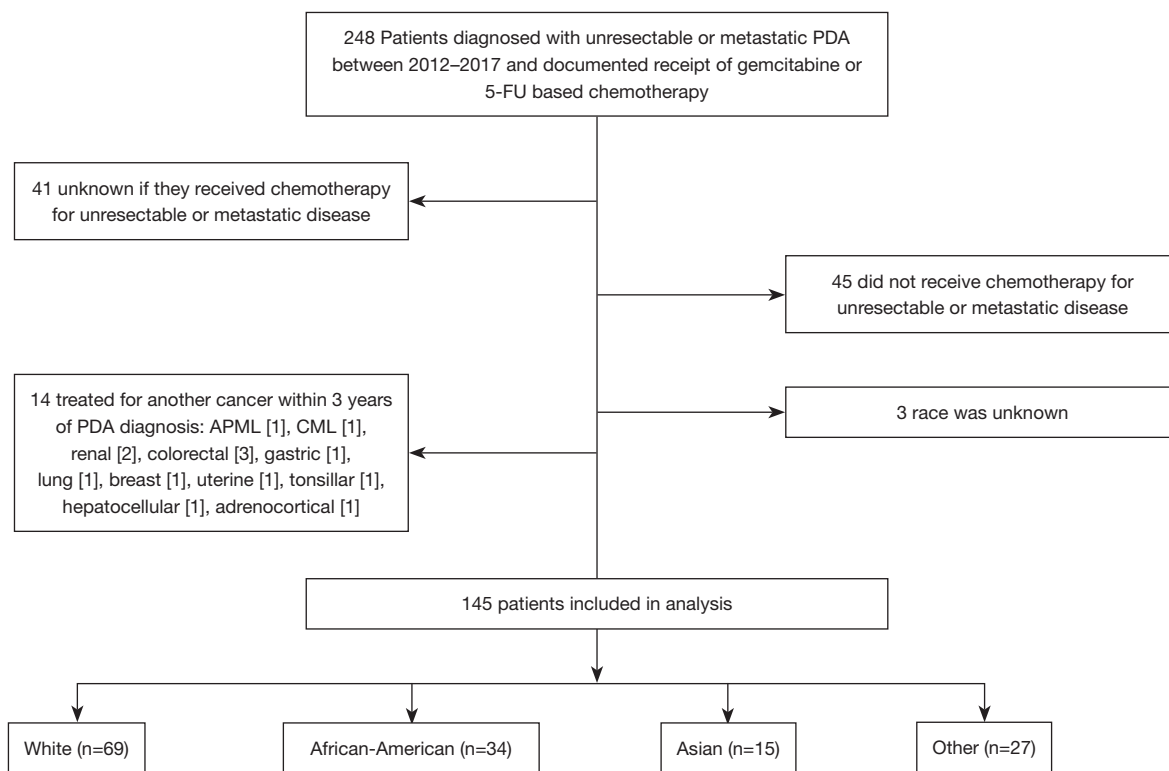 248 Patients diagnosed with unresectable or metastatic PDA
between 2012–2017 and documented receipt of gemcitabine or
5-FU based chemotherapy
41 unknown if they received chemotherapy
for unresectable or metastatic disease
45 did not receive chemotherapy for
unresectable or metastatic disease
14 treated for another cancer within 3 years
of PDA diagnosis: APML [1], CML [1],
renal [2], colorectal [3], gastric [1],
lung [1], breast [1], uterine [1], tonsillar [1],
hepatocellular [1], adrenocortical [1]
3 race was unknown
145 patients included in analysis
White (n=69)
African-American (n=34)
Asian (n=15)
Other (n=27)